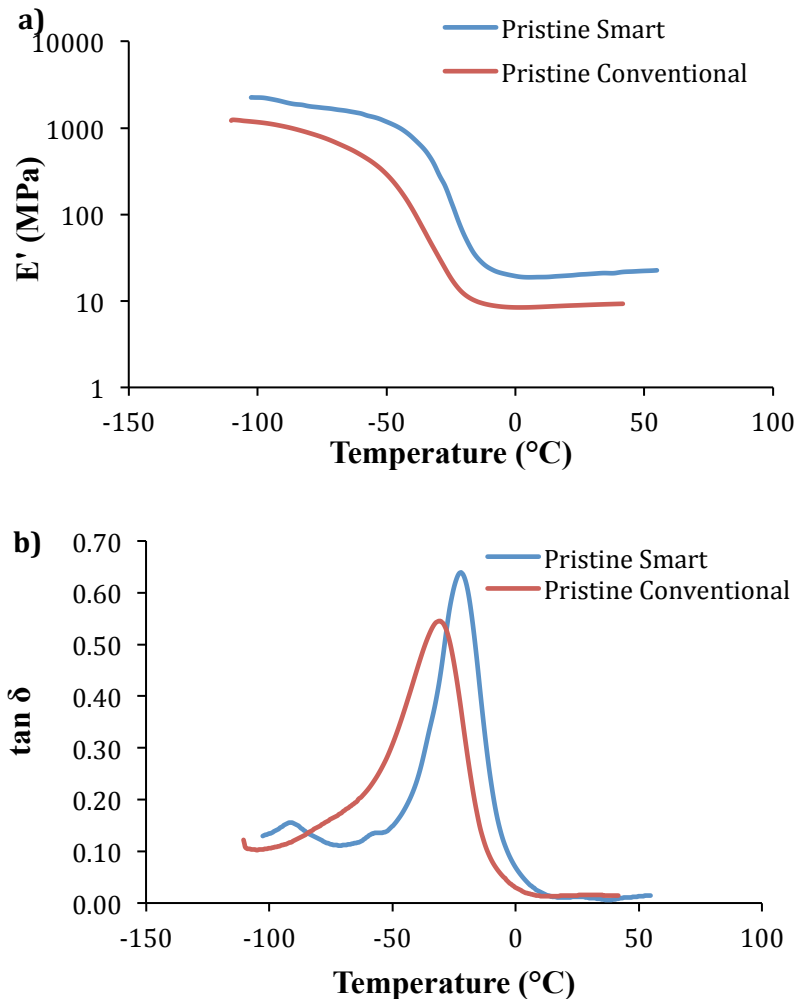 a)
10000
1000
100
10
1
E' (MPa)
Pristine Smart
Pristine Conventional
-150
-100
-50
0
50
100
Temperature (°C)
b)
0.70
0.60
0.50
0.40
0.30
0.20
0.10
0.00
tan δ
Pristine Smart
Pristine Conventional
-150
-100
-50
0
50
100
Temperature (°C)